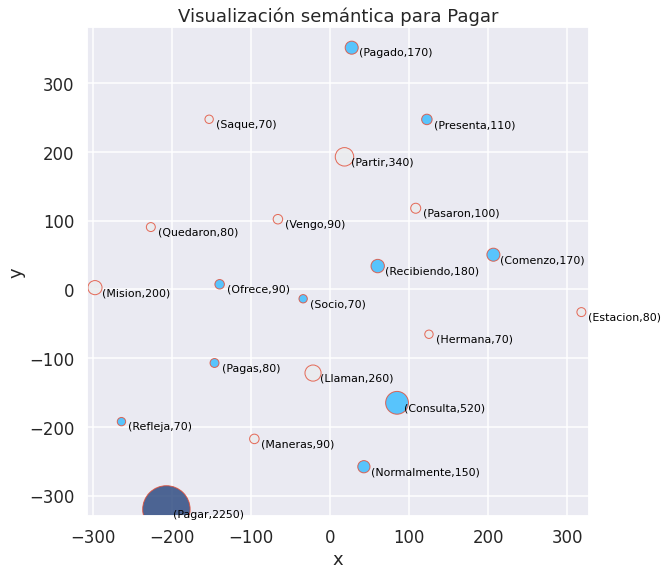 Visualización semántica para Pagar
(Pagado,170)
(Saque,70)
(Presenta,110)
(Partir,340)
(Pasaron,100)
(Vengo,90)
(Quedaron,80)
(Comenzo,170)
(Recibiendo,180)
(Mision,200)
(Ofrece,90)
(Socio,70)
(Estacion,80)
(Hermana,70)
(Pagas,80)
(Llaman,260)
(Consulta,520)
(Refleja,70)
(Maneras,90)
(Normalmente,150)
(Pagar,2250)
y
300
200
100
0
−100
−200
−300
−300 −200 −100 0 100 200 300
x